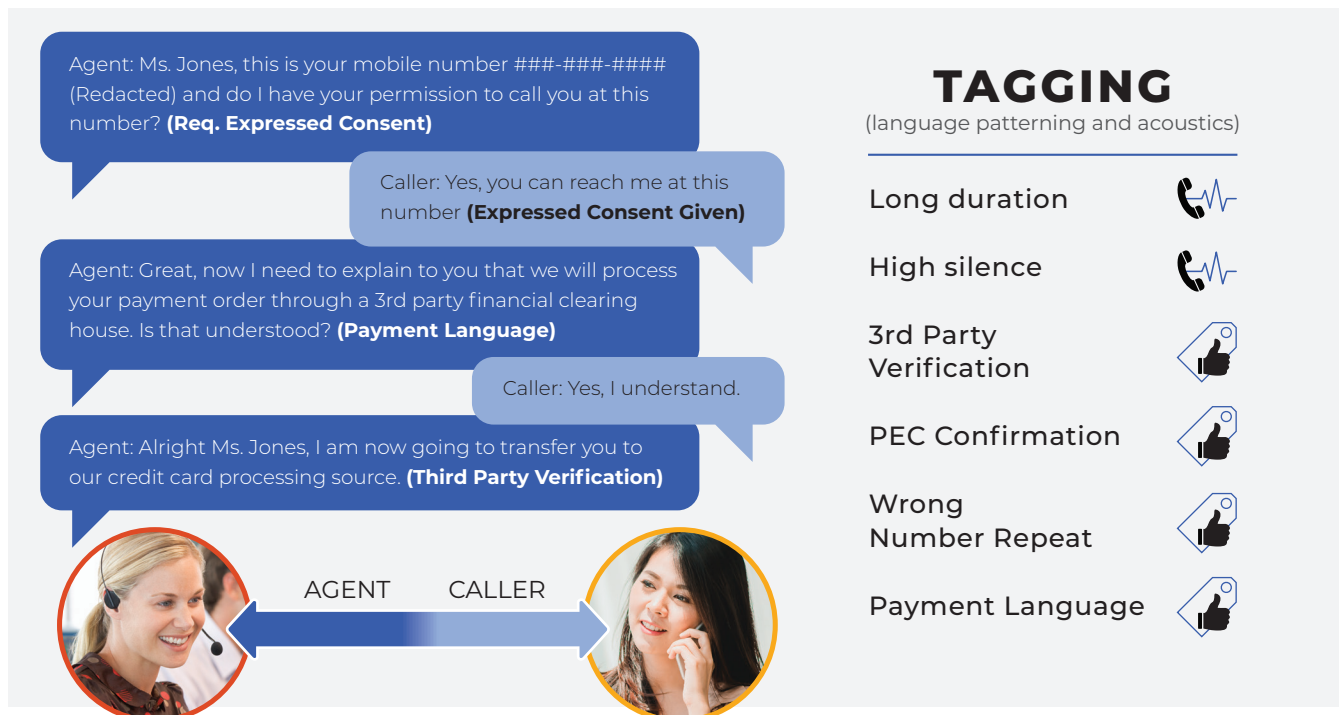 Agent: Ms. Jones, this is your mobile number ###-###-####
(Redacted) and do I have your permission to call you at this
number? (Req. Expressed Consent)
Caller: Yes, you can reach me at this
number (Expressed Consent Given)
Agent: Great, now I need to explain to you that we will process
your payment order through a 3rd party financial clearing
house. Is that understood? (Payment Language)
Caller: Yes, I understand.
Agent: Alright Ms. Jones, I am now going to transfer you to
our credit card processing source. (Third Party Verification)
AGENT
CALLER
TAGGING
(language patterning and acoustics)
Long duration
High silence
3rd Party
Verification
PEC Confirmation
Wrong
Number Repeat
Payment Language